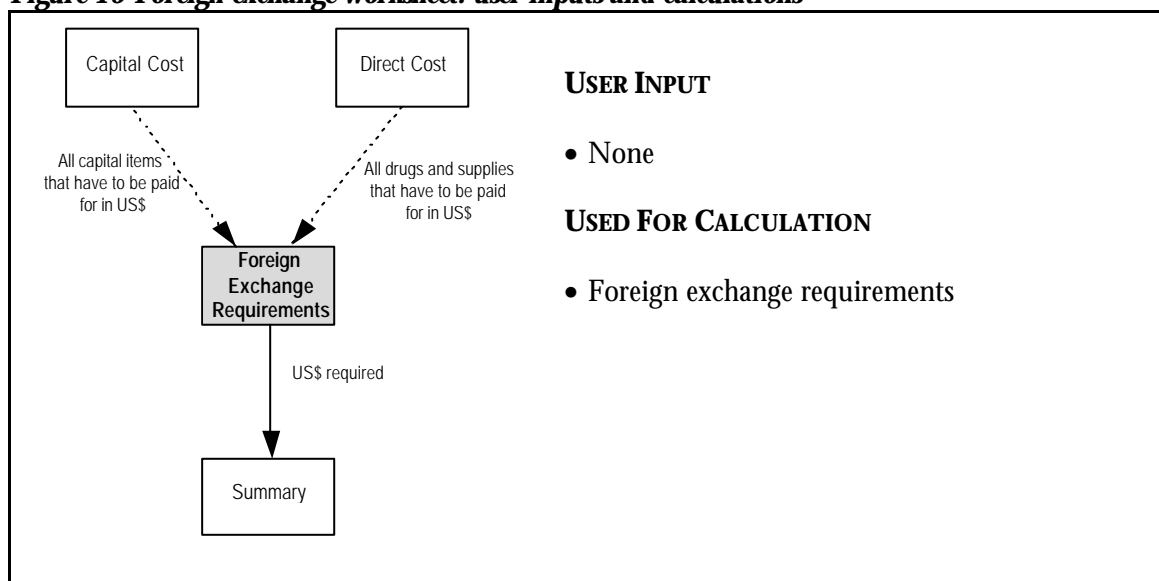 Figure 16 Foreign exchange worksheet: user inputs and calculations
Capital Cost
Direct Cost
All capital items
that have to be paid
for in US$
All drugs and supplies
that have to be paid
for in US$
Foreign
Exchange
Requirements
US$ required
Summary
USER INPUT
• None
USED FOR CALCULATION
• Foreign exchange requirements